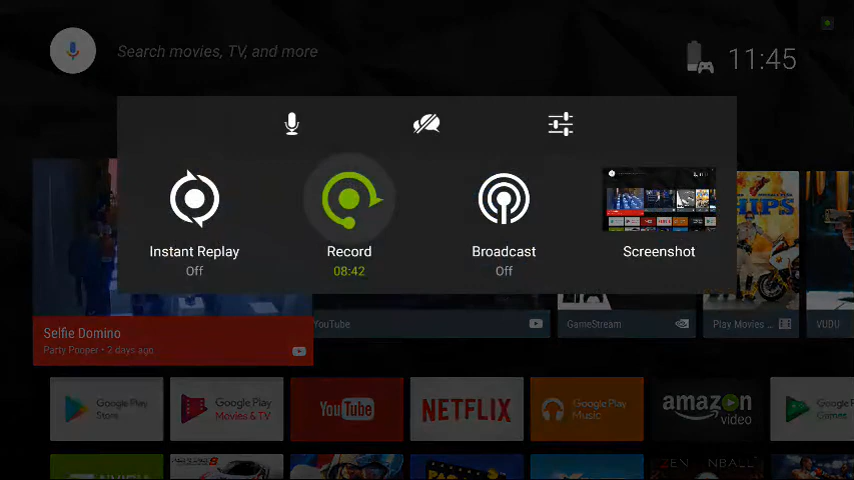 Search movies, TV, and more
11:45
Instant Replay
Off
Record
08:42
Broadcast
Off
Screenshot
HIPS
Selfie Domino
Party Pooper • 2 days ago
YouTube
GameStream
Play Movies ...
VUDU
Google Play
Store
Google Play
Movies & TV
YouTube
NETFLIX
Google Play
Music
amazon
video
Google Play
Games